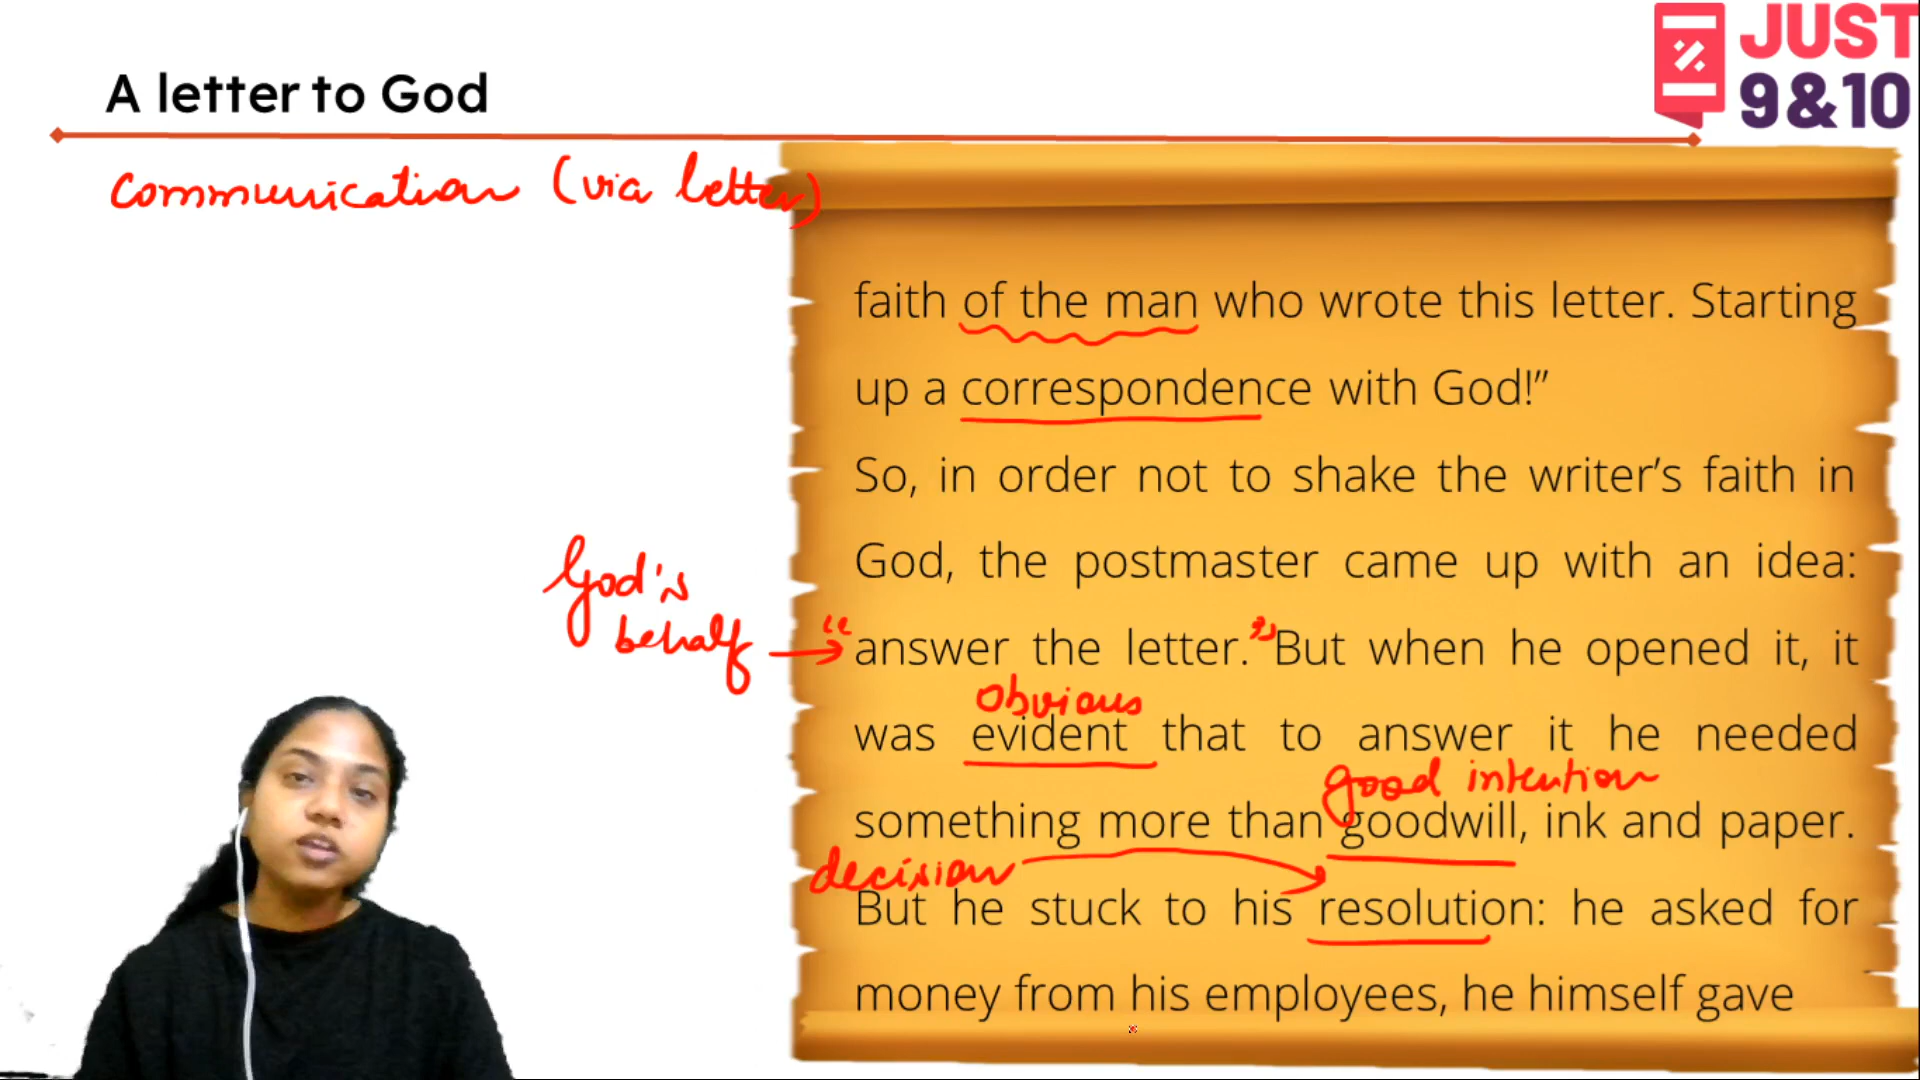 JUST
9&10
A letter to God
Communication (via letter)
faith of the man who wrote this letter. Starting
up a correspondence with God!”
So, in order not to shake the writer’s faith in
God, the postmaster came up with an idea:
God's
behalf → “answer the letter.” But when he opened it, it
obvious
was evident that to answer it he needed
good intention
something more than goodwill, ink and paper.
decision
But he stuck to his resolution: he asked for
money from his employees, he himself gave